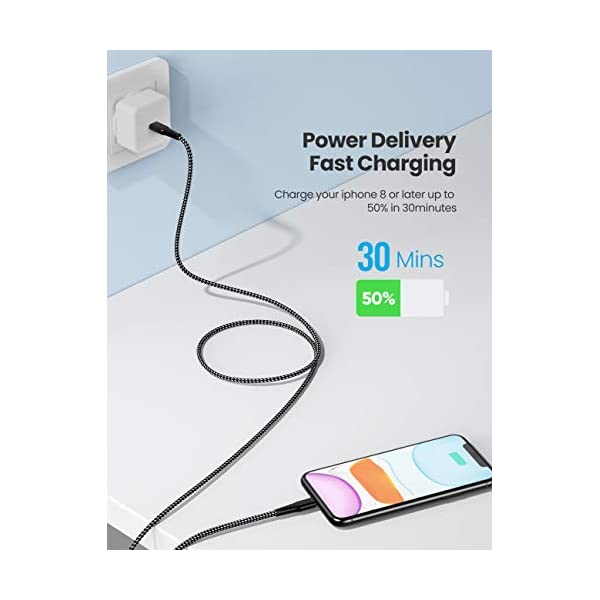 Power Delivery
Fast Charging
Charge your iphone 8 or later up to
50% in 30minutes
30 Mins
50%